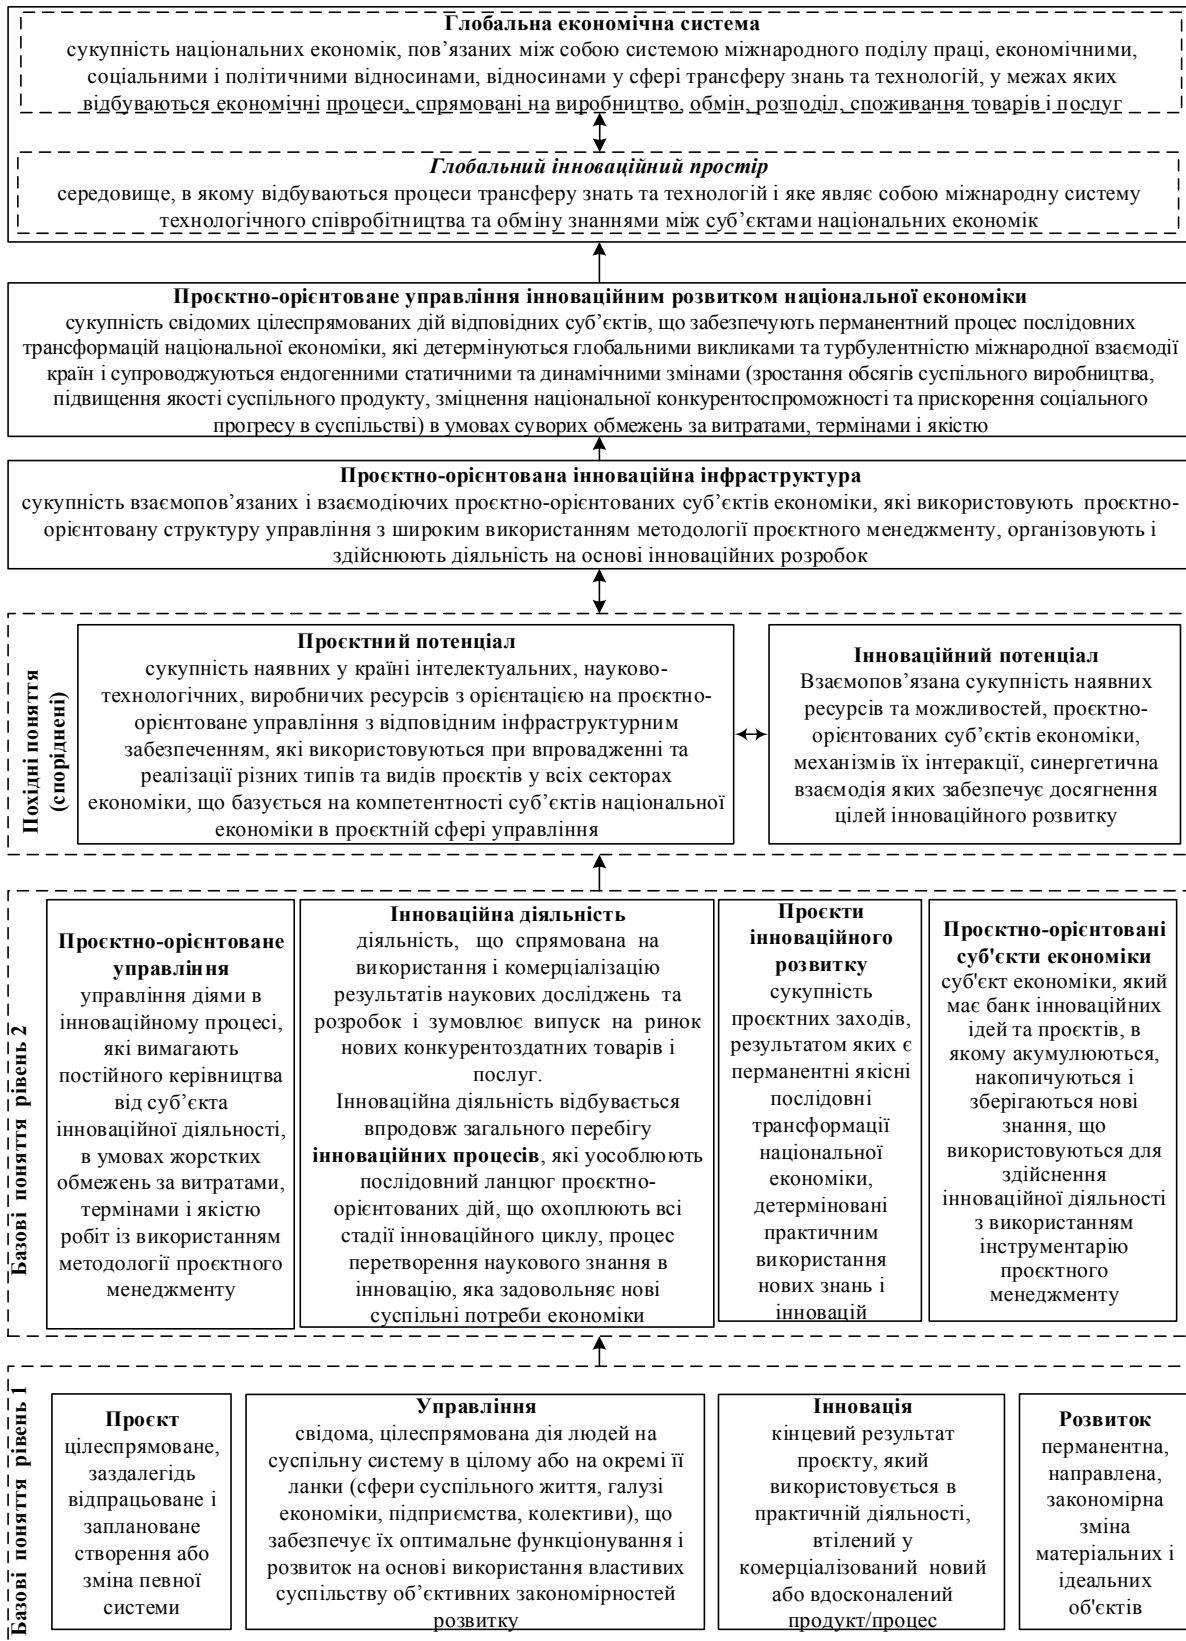 Глобальна економічна система
сукупність національних економік, пов’язаних між собою системою міжнародного поділу праці, економічними,
соціальними і політичними відносинами, відносинами у сфері трансферу знань та технологій, у межах яких
відбуваються економічні процеси, спрямовані на виробництво, обмін, розподіл, споживання товарів і послуг
Глобальний інноваційний простір
середовище, в якому відбуваються процеси трансферу знать та технологій і яке являє собою міжнародну систему
технологічного співробітництва та обміну знаннями між суб’єктами національних економік
Проєктно-орієнтоване управління інноваційним розвитком національної економіки
сукупність свідомих цілеспрямованих дій відповідних суб’єктів, що забезпечують перманентний процес послідовних
трансформацій національної економіки, які детермінуються глобальними викликами та турбулентністю міжнародної взаємодії
країн і супроводжуються ендогенними статичними та динамічними змінами (зростання обсягів суспільного виробництва,
підвищення якості суспільного продукту, зміцнення національної конкурентоспроможності та прискорення соціального
прогресу в суспільстві) в умовах суворих обмежень за витратами, термінами і якістю
Проєктно-орієнтована інноваційна інфраструктура
сукупність взаємопов’язаних і взаємодіючих проєктно-орієнтованих суб’єктів економіки, які використовують проєктно-
орієнтовану структуру управління з широким використанням методології проєктного менеджменту, організовують і
здійснюють діяльність на основі інноваційних розробок
Похідні поняття
(споріднені)
Проєктний потенціал
сукупність наявних у країні інтелектуальних, науково-
технологічних, виробничих ресурсів з орієнтацією на проєктно-
орієнтоване управління з відповідним інфраструктурним
забезпеченням, які використовуються при впровадженні та
реалізації різних типів та видів проєктів у всіх секторах
економіки, що базується на компетентності суб’єктів національної
економіки в проєктній сфері управління
Інноваційний потенціал
Взаємопов’язана сукупність наявних
ресурсів та можливостей, проєктно-
орієнтованих суб’єктів економіки,
механізмів їх інтеракції, синергетична
взаємодія яких забезпечує досягнення
цілей інноваційного розвитку
Базові поняття рівень 2
Проєктно-орієнтоване
управління
управління діями в
інноваційному процесі,
які вимагають
постійного керівництва
від суб’єкта
інноваційної діяльності,
в умовах жорстких
обмежень за витратами,
термінами і якістю
робіт із використанням
методології проєктного
менеджменту
Інноваційна діяльність
діяльність, що спрямована на
використання і комерціалізацію
результатів наукових досліджень та
розробок і зумовлює випуск на ринок
нових конкурентоздатних товарів і
послуг.
Інноваційна діяльність відбувається
впродовж загального перебігу
інноваційних процесів, які уособлюють
послідовний ланцюг проєктно-
орієнтованих дій, що охоплюють всі
стадії інноваційного циклу, процес
перетворення наукового знання в
інновацію, яка задовольняє нові
суспільні потреби економіки
Проєкти
інноваційного
розвитку
сукупність
проєктних заходів,
результатом яких є
перманентні якісні
послідовні
трансформації
національної
економіки,
детерміновані
практичним
використання
нових знань і
інновацій
Проєктно-орієнтовані
суб'єкти економіки
суб'єкт економіки, який
має банк інноваційних
ідей та проєктів, в
якому акумулюються,
накопичуються і
зберігаються нові
знання, що
використовуються для
здійснення
інноваційної діяльності
з використанням
інструментарію
проєктного
менеджменту
Базові поняття рівень 1
Проєкт
цілеспрямоване,
заздалегідь
відпрацьоване і
заплановане
створення або
зміна певної
системи
Управління
свідома, цілеспрямована дія людей на
суспільну систему в цілому або на окремі її
ланки (сфери суспільного життя, галузі
економіки, підприємства, колективи), що
забезпечує їх оптимальне функціонування і
розвиток на основі використання властивих
суспільству об’єктивних закономірностей
розвитку
Інновація
кінцевий результат
проєкту, який
використовується в
практичній діяльності,
втілений у
комерціалізований новий
або вдосконалений
продукт/процес
Розвиток
перманентна,
направлена,
закономірна
зміна
матеріальних і
ідеальних
об'єктів